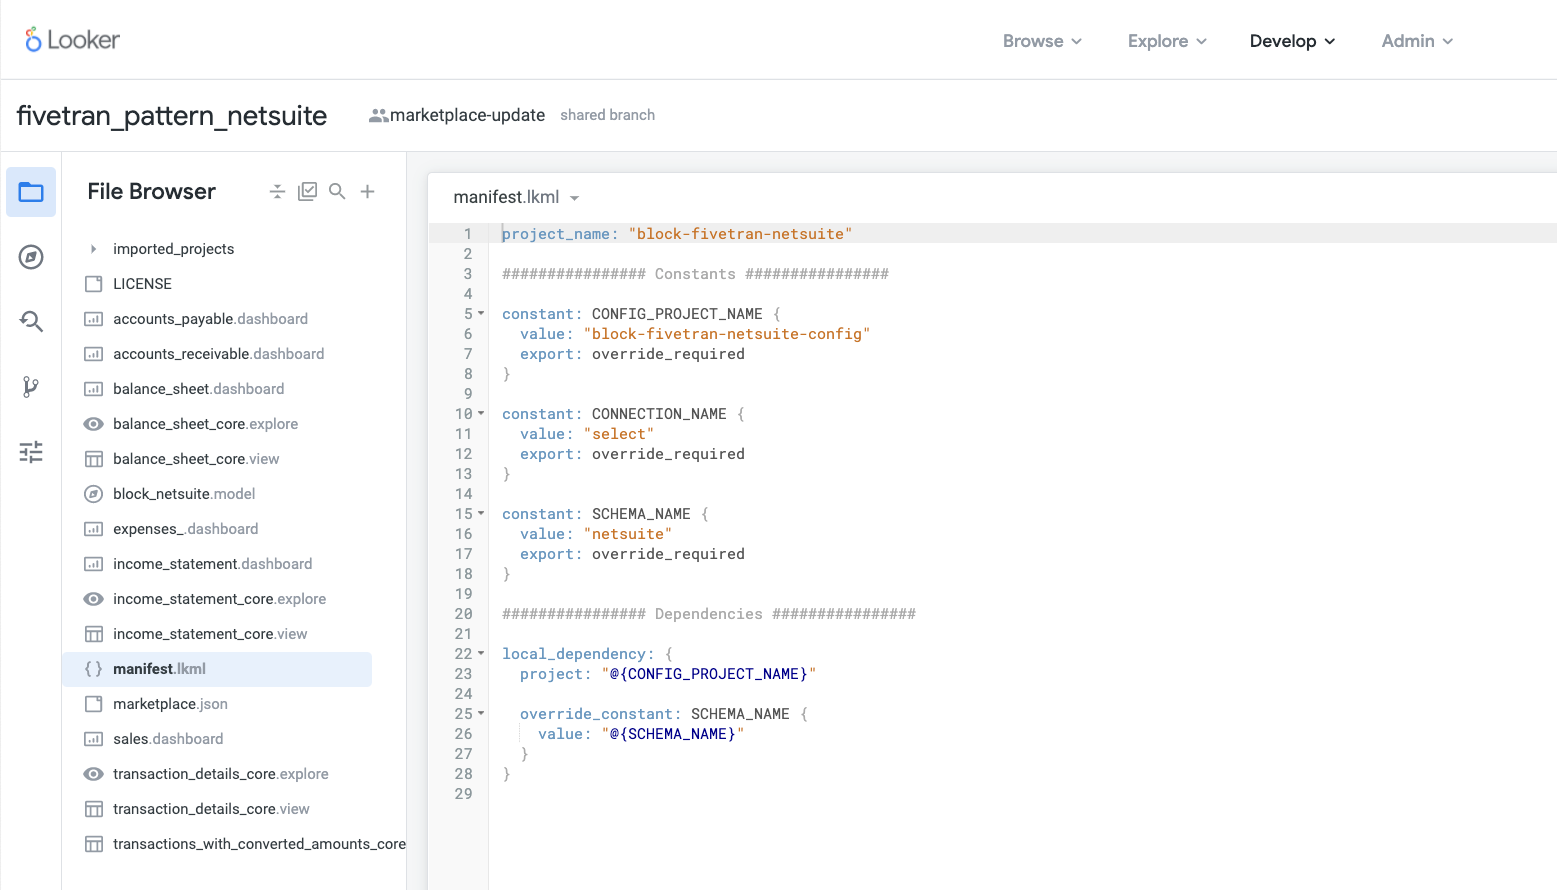 Looker
Browse
Explore
Develop
Admin
fivetran_pattern_netsuite
marketplace-update shared branch
File Browser
imported_projects
LICENSE
accounts_payable.dashboard
accounts_receivable.dashboard
balance_sheet.dashboard
balance_sheet_core.explore
balance_sheet_core.view
block_netsuite.model
expenses_.dashboard
income_statement.dashboard
income_statement_core.explore
income_statement_core.view
manifest.lkml
marketplace.json
sales.dashboard
transaction_details_core.explore
transaction_details_core.view
transactions_with_converted_amounts_core
manifest.lkml
1 project_name: "block-fivetran-netsuite"
2
3 ################ Constants ################
4
5 constant: CONFIG_PROJECT_NAME {
6 value: "block-fivetran-netsuite-config"
7 export: override_required
8 }
9
10 constant: CONNECTION_NAME {
11 value: "select"
12 export: override_required
13 }
14
15 constant: SCHEMA_NAME {
16 value: "netsuite"
17 export: override_required
18 }
19
20 ################ Dependencies ################
21
22 local_dependency: {
23 project: "@{CONFIG_PROJECT_NAME}"
24
25 override_constant: SCHEMA_NAME {
26 value: "@{SCHEMA_NAME}"
27 }
28 }
29